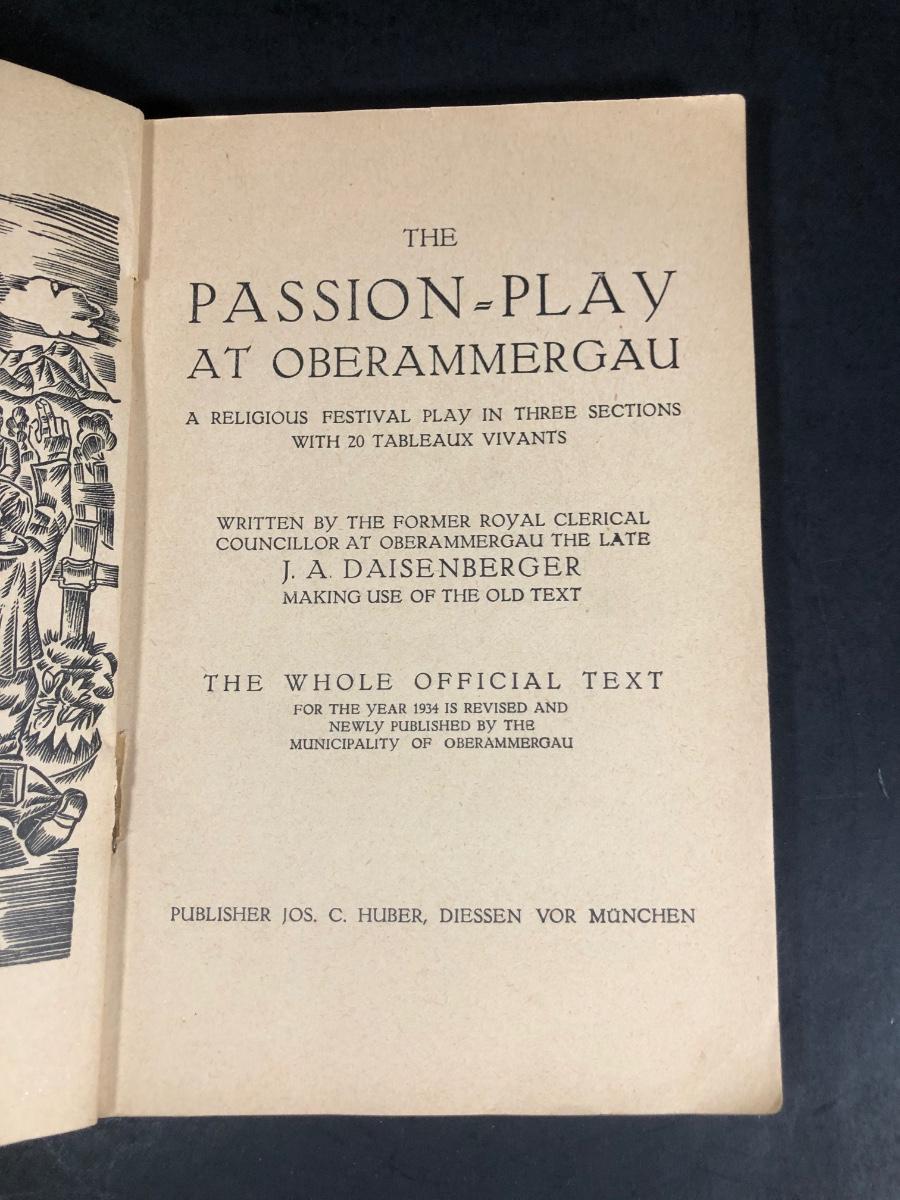 THE
PASSION-PLAY
AT OBERAMMERGAU
A RELIGIOUS FESTIVAL PLAY IN THREE SECTIONS
WITH 20 TABLEAUX VIVANTS
WRITTEN BY THE FORMER ROYAL CLERICAL
COUNCILLOR AT OBERAMMERGAU THE LATE
J. A. DAISENBERGER
MAKING USE OF THE OLD TEXT
THE WHOLE OFFICIAL TEXT
FOR THE YEAR 1934 IS REVISED AND
NEWLY PUBLISHED BY THE
MUNICIPALITY OF OBERAMMERGAU
PUBLISHER JOS. C. HUBER, DIESSEN VOR MÜNCHEN